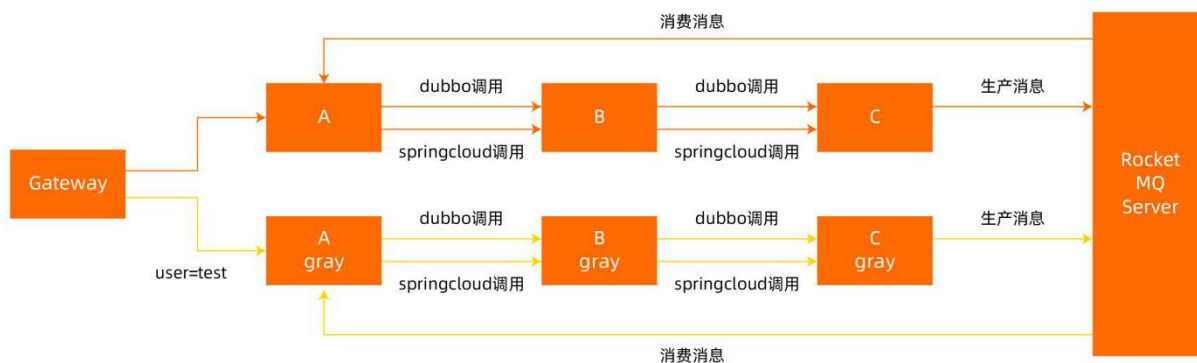 消费消息
dubbo调用
dubbo调用
生产消息
A
B
C
springcloud调用
springcloud调用
Gateway
Rocket
MQ
Server
dubbo调用
dubbo调用
生产消息
A
gray
B
gray
C
gray
user=test
springcloud调用
springcloud调用
消费消息